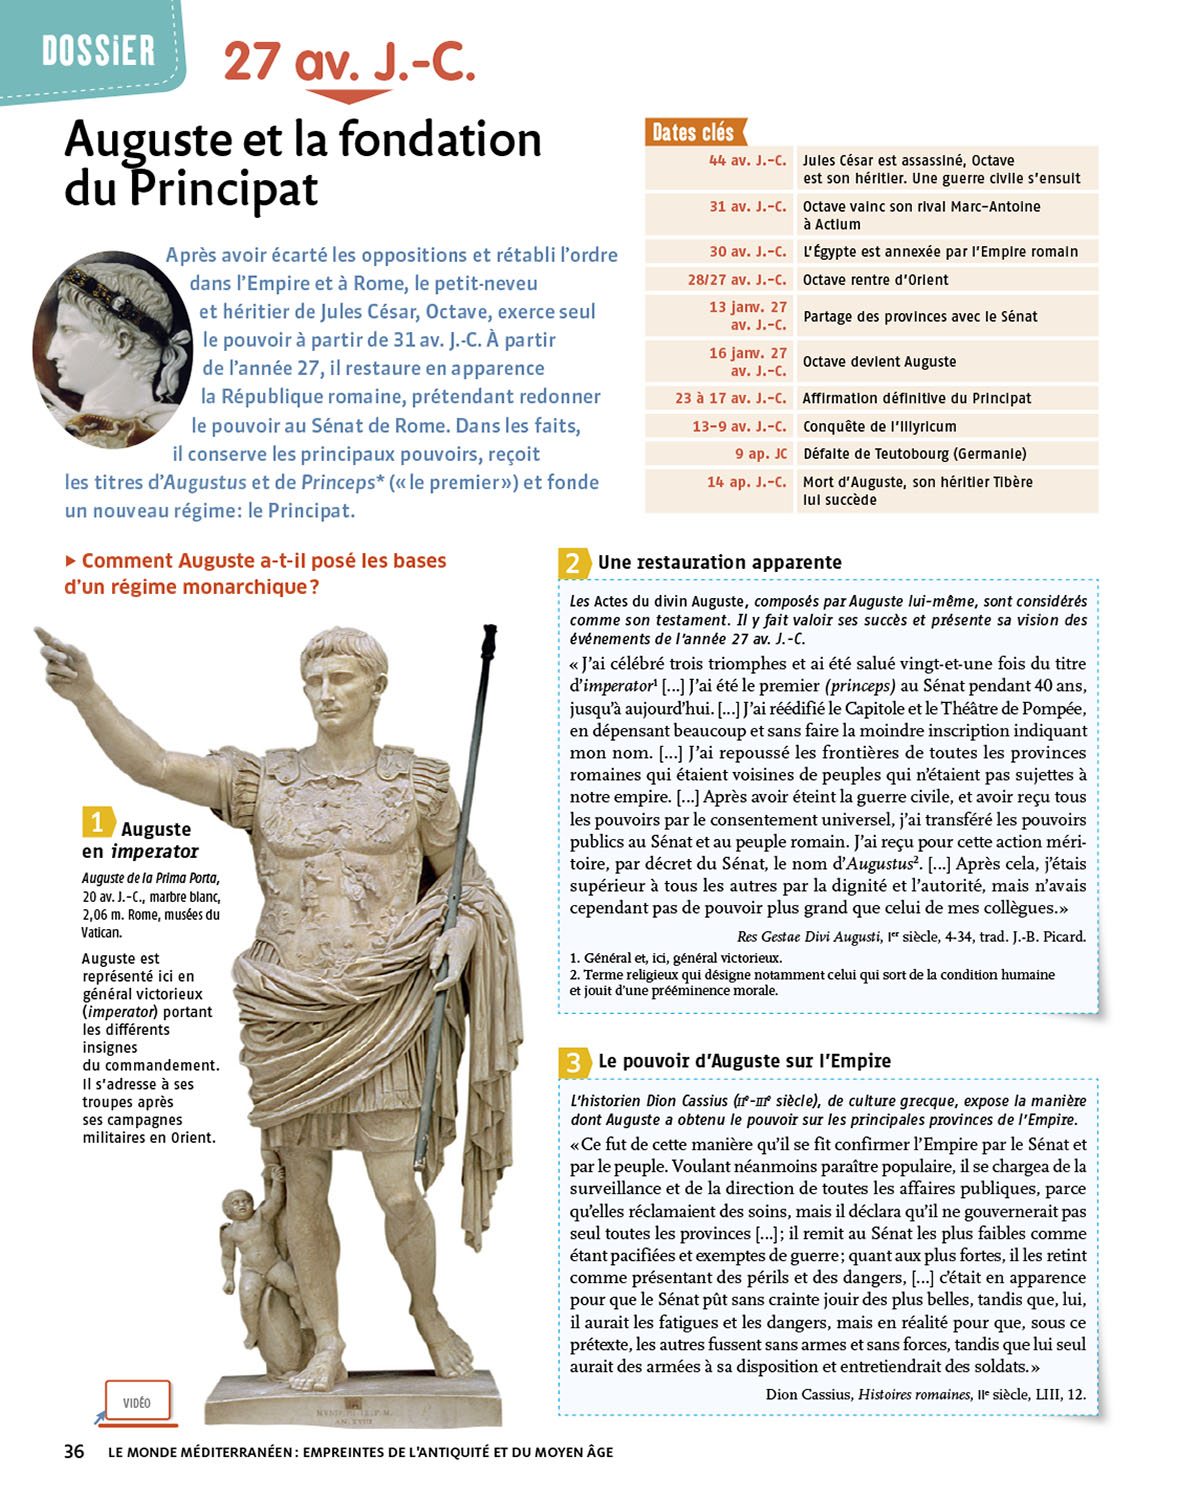 DOSSiER
27 av. J.-C.
Auguste et la fondation
du Principat
Après avoir écarté les oppositions et rétabli l'ordre
dans l'Empire et à Rome, le petit-neveu
et héritier de Jules César, Octave, exerce seul
le pouvoir à partir de 31 av. J.-C. À partir
de l'année 27, il restaure en apparence
la République romaine, prétendant redonner
le pouvoir au Sénat de Rome. Dans les faits,
il conserve les principaux pouvoirs, reçoit
les titres d'Augustus et de Princeps* (« le premier ») et fonde
un nouveau régime : le Principat.
Dates clés
44 av. J.-C. Jules César est assassiné, Octave
est son héritier. Une guerre civile s'ensuit
31 av. J.-C. Octave vainc son rival Marc-Antoine
à Actium
30 av. J.-C. L'Égypte est annexée par l'Empire romain
28/27 av. J.-C. Octave rentre d'Orient
13 janv. 27
av. J.-C. Partage des provinces avec le Sénat
16 janv. 27
av. J.-C. Octave devient Auguste
23 à 17 av. J.-C. Affirmation définitive du Principat
13-9 av. J.-C. Conquête de l'Illyricum
9 ap. JC Défaite de Teutobourg (Germanie)
14 ap. J.-C. Mort d'Auguste, son héritier Tibère
lui succède
▶ Comment Auguste a-t-il posé les bases
d'un régime monarchique ?
1 Auguste
en imperator
Auguste de la Prima Porta,
20 av. J.-C., marbre blanc,
2,06 m. Rome, musées du
Vatican.
Auguste est
représenté ici en
général victorieux
(imperator) portant
les différents
insignes
du commandement.
Il s'adresse à ses
troupes après
ses campagnes
militaires en Orient.
VIDÉO
2 Une restauration apparente
Les Actes du divin Auguste, composés par Auguste lui-même, sont considérés
comme son testament. Il y fait valoir ses succès et présente sa vision des
événements de l'année 27 av. J.-C.
« J'ai célébré trois triomphes et ai été salué vingt-et-une fois du titre
d'imperator¹ [...] J'ai été le premier (princeps) au Sénat pendant 40 ans,
jusqu'à aujourd'hui. [...] J'ai réédifié le Capitole et le Théâtre de Pompée,
en dépensant beaucoup et sans faire la moindre inscription indiquant
mon nom. [...] J'ai repoussé les frontières de toutes les provinces
romaines qui étaient voisines de peuples qui n'étaient pas sujettes à
notre empire. [...] Après avoir éteint la guerre civile, et avoir reçu tous
les pouvoirs par le consentement universel, j'ai transféré les pouvoirs
publics au Sénat et au peuple romain. J'ai reçu pour cette action méri-
toire, par décret du Sénat, le nom d'Augustus². [...] Après cela, j'étais
supérieur à tous les autres par la dignité et l'autorité, mais n'avais
cependant pas de pouvoir plus grand que celui de mes collègues. »
Res Gestae Divi Augusti, Ier siècle, 4-34, trad. J.-B. Picard.
1. Général et, ici, général victorieux.
2. Terme religieux qui désigne notamment celui qui sort de la condition humaine
et jouit d'une prééminence morale.
3 Le pouvoir d'Auguste sur l'Empire
L'historien Dion Cassius (IIe-IIIe siècle), de culture grecque, expose la manière
dont Auguste a obtenu le pouvoir sur les principales provinces de l'Empire.
« Ce fut de cette manière qu'il se fit confirmer l'Empire par le Sénat et
par le peuple. Voulant néanmoins paraître populaire, il se chargea de la
surveillance et de la direction de toutes les affaires publiques, parce
qu'elles réclamaient des soins, mais il déclara qu'il ne gouvernerait pas
seul toutes les provinces [...] ; il remit au Sénat les plus faibles comme
étant pacifiées et exemptes de guerre ; quant aux plus fortes, il les retint
comme présentant des périls et des dangers, [...] c'était en apparence
pour que le Sénat pût sans crainte jouir des plus belles, tandis que, lui,
il aurait les fatigues et les dangers, mais en réalité pour que, sous ce
prétexte, les autres fussent sans armes et sans forces, tandis que lui seul
aurait des armées à sa disposition et entretiendrait des soldats. »
Dion Cassius, Histoires romaines, IIe siècle, LIII, 12.
36 LE MONDE MÉDITERRANÉEN : EMPREINTES DE L'ANTIQUITÉ ET DU MOYEN ÂGE